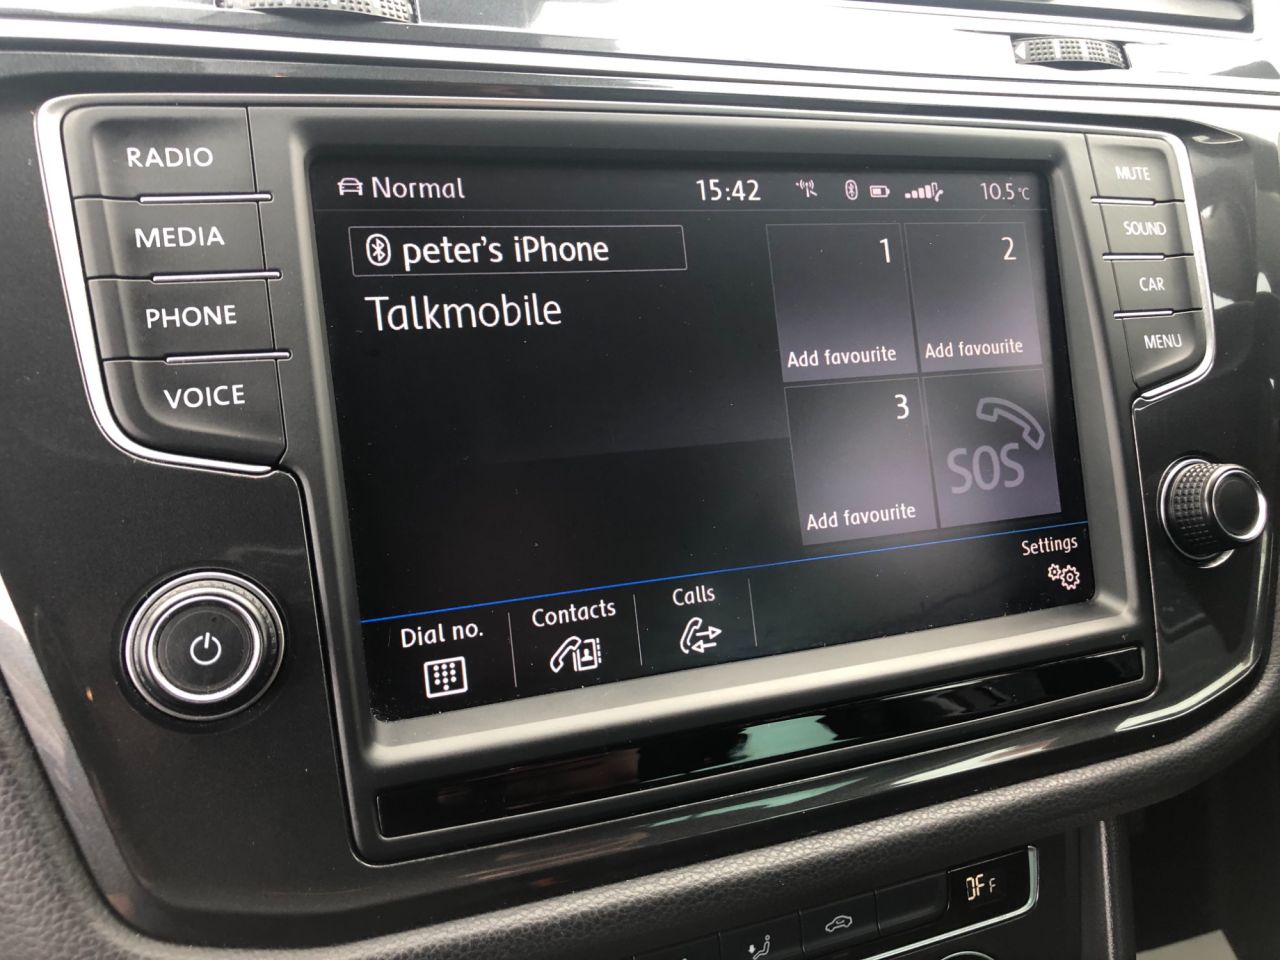 RADIO
MEDIA
PHONE
VOICE
Normal
15:42
10.5°C
peter's iPhone
Talkmobile
1
Add favourite
2
Add favourite
3
Add favourite
SOS
Settings
Dial no.
Contacts
Calls
MUTE
SOUND
CAR
MENU
OFF